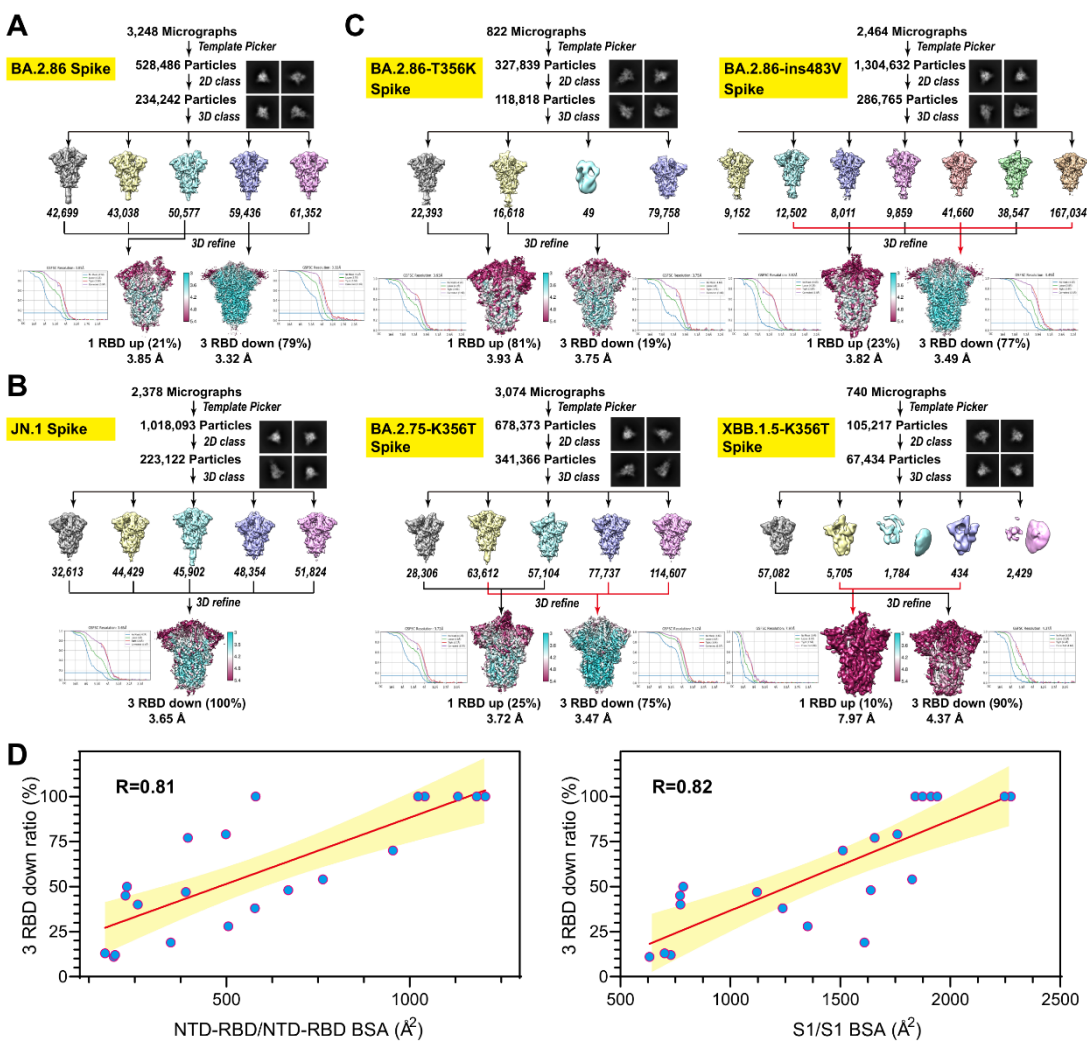 A
3,248 Micrographs
Template Picker
BA.2.86 Spike
528,486 Particles
2D class
234,242 Particles
3D class
42,699 43,038 50,577 59,436 61,352
3D refine
1 RBD up (21%) 3 RBD down (79%)
3.85 Å 3.32 Å
C
822 Micrographs
Template Picker
BA.2.86-T356K
Spike
327,839 Particles
2D class
118,818 Particles
3D class
22,393 16,618 49 79,758
3D refine
1 RBD up (81%) 3 RBD down (19%)
3.93 Å 3.75 Å
2,464 Micrographs
Template Picker
BA.2.86-ins483V
Spike
1,304,632 Particles
2D class
286,765 Particles
3D class
9,152 12,502 8,011 9,859 41,660 38,547 167,034
3D refine
1 RBD up (23%) 3 RBD down (77%)
3.82 Å 3.49 Å
B
2,378 Micrographs
Template Picker
JN.1 Spike
1,018,093 Particles
2D class
223,122 Particles
3D class
32,613 44,429 45,902 48,354 51,824
3D refine
3 RBD down (100%)
3.65 Å
3,074 Micrographs
Template Picker
BA.2.75-K356T
Spike
678,373 Particles
2D class
341,366 Particles
3D class
28,306 63,612 57,104 77,737 114,607
3D refine
1 RBD up (25%) 3 RBD down (75%)
3.72 Å 3.47 Å
740 Micrographs
Template Picker
XBB.1.5-K356T
Spike
105,217 Particles
2D class
67,434 Particles
3D class
57,082 5,705 1,784 434 2,429
3D refine
1 RBD up (10%) 3 RBD down (90%)
7.97 Å 4.37 Å
D
R=0.81
3 RBD down ratio (%)
100
75
50
25
0
500 1000
NTD-RBD/NTD-RBD BSA (Å²)
R=0.82
3 RBD down ratio (%)
100
75
50
25
0
500 1000 1500 2000 2500
S1/S1 BSA (Å²)